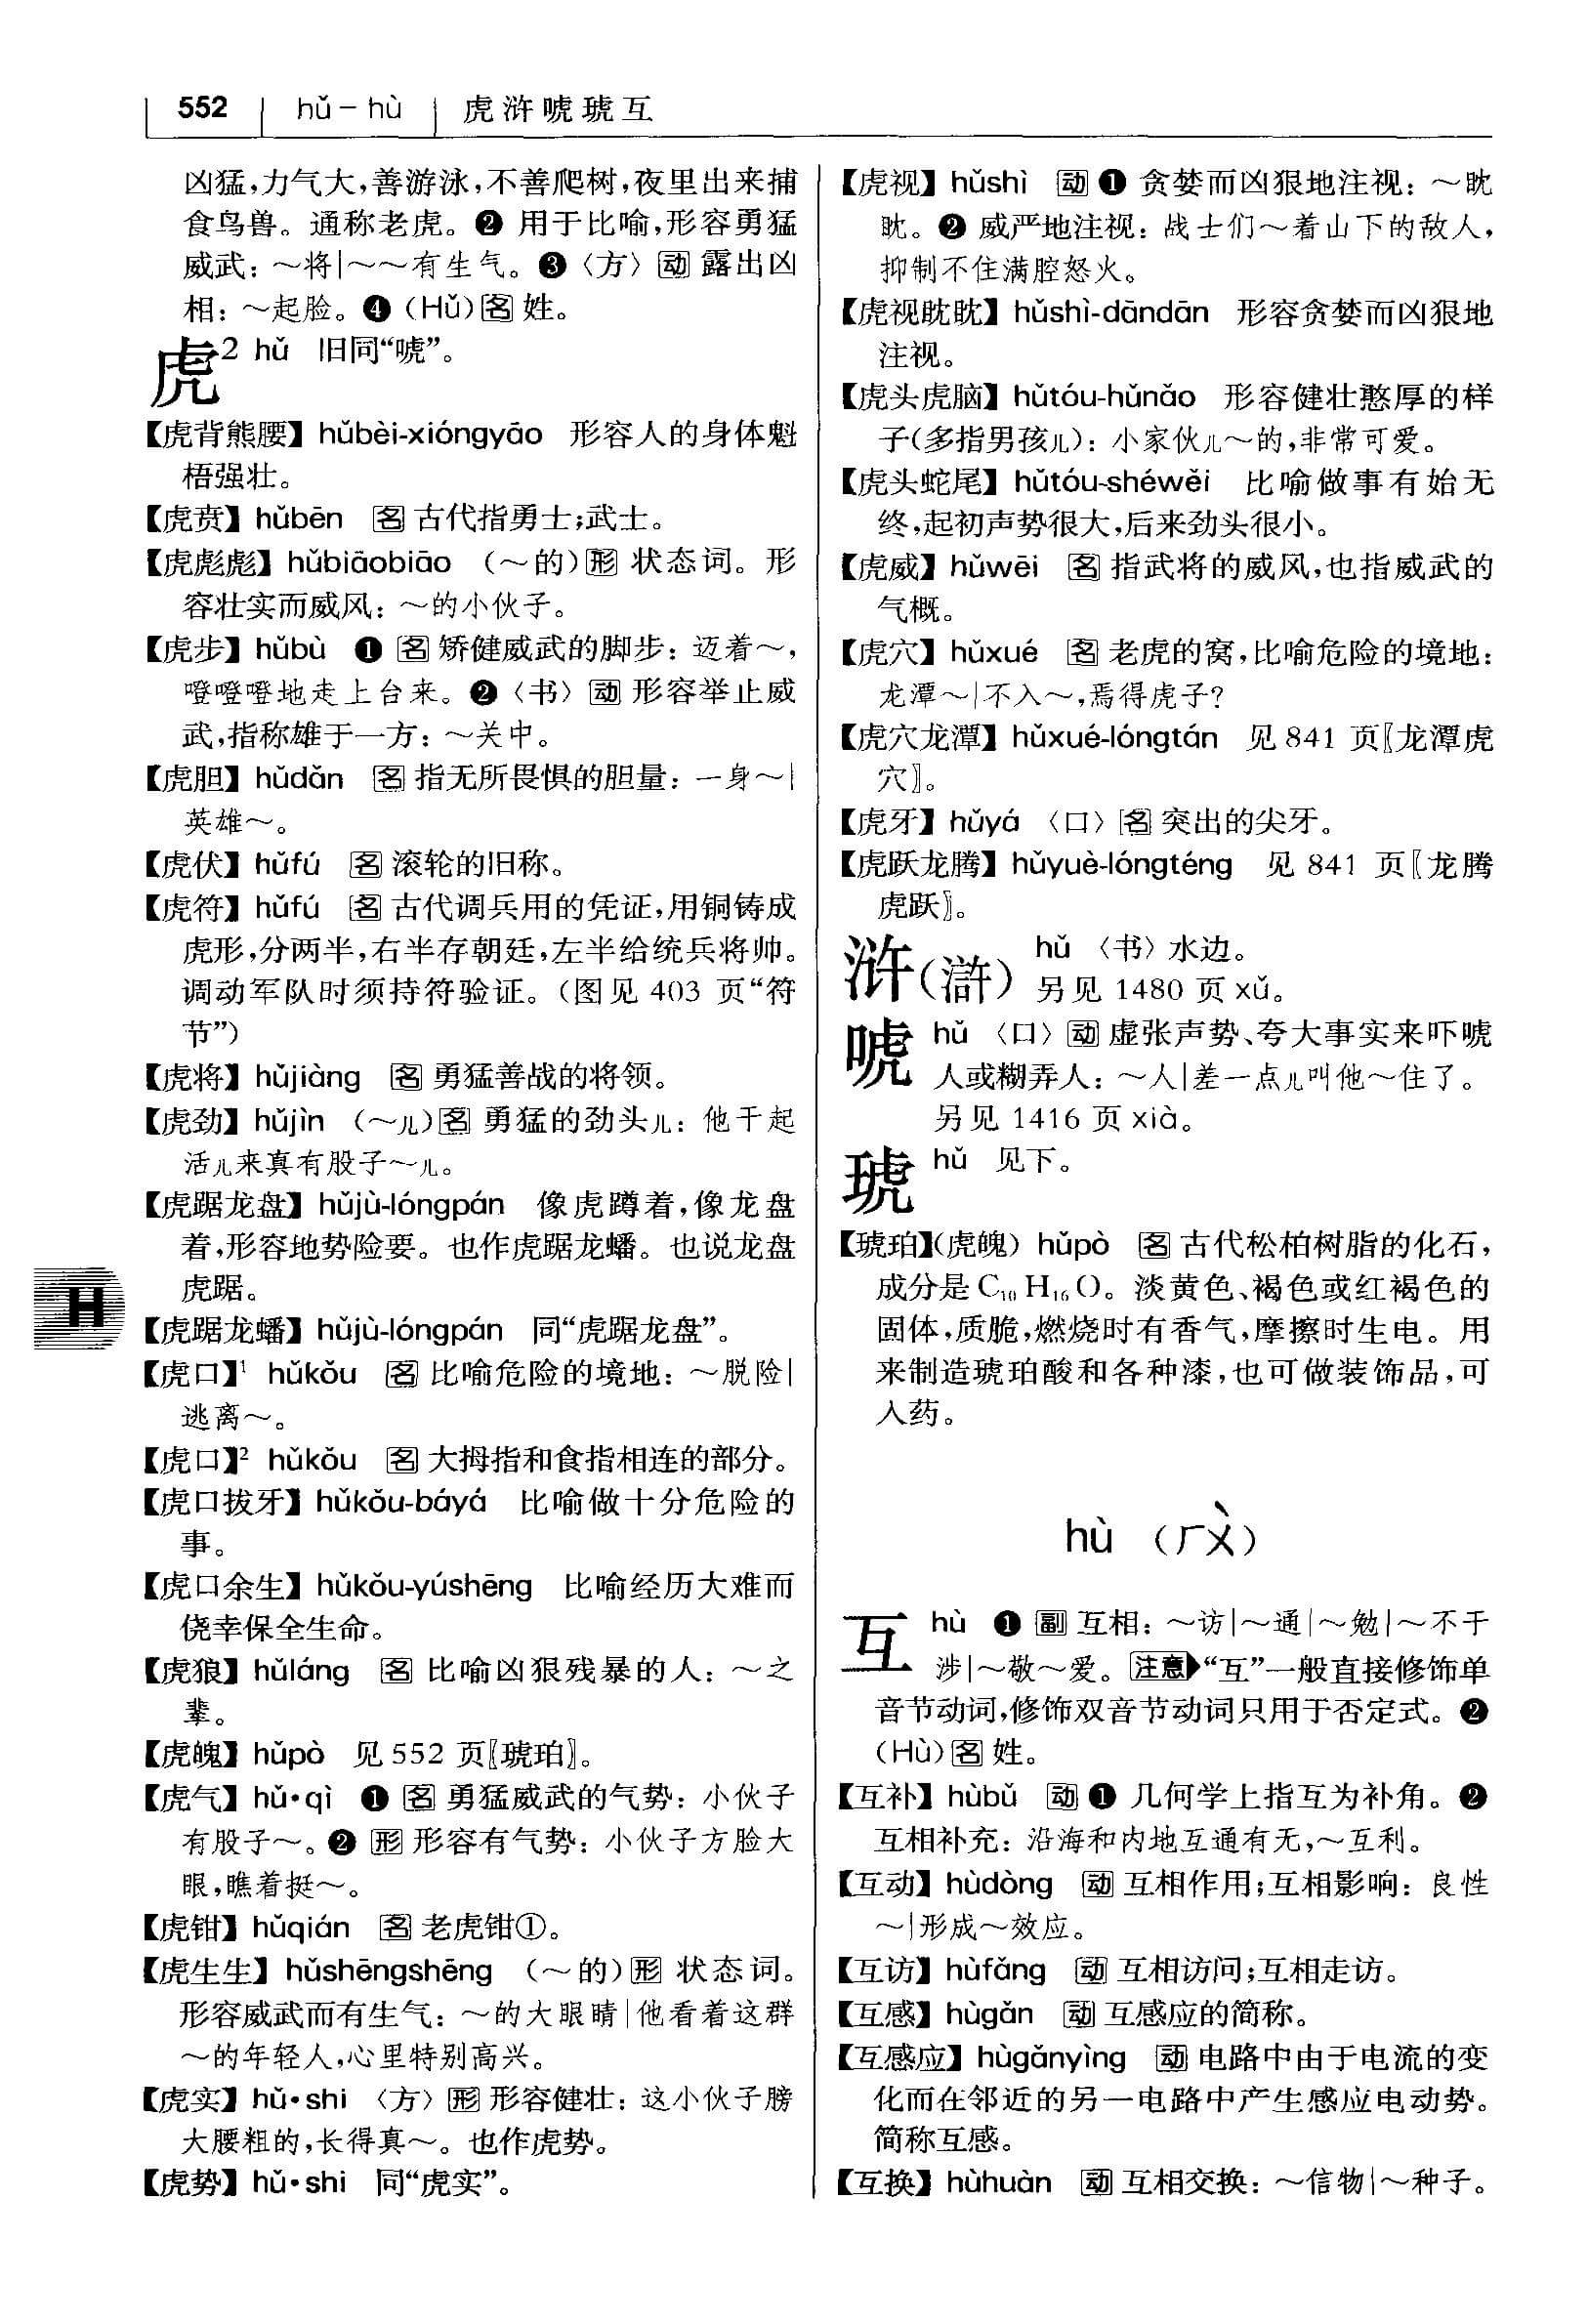 552 hǔ－hù 虎浒唬琥互
凶猛,力气大,善游泳,不善爬树,夜里出来捕
食鸟兽。通称老虎。❷ 用于比喻,形容勇猛
威武：～将|～～有生气。❸〈方〉动 露出凶
相：～起脸。❹（Hǔ）名 姓。
虎2 hǔ 旧同“唬”。
【虎背熊腰】hǔbèi-xióngyāo 形容人的身体魁
梧强壮。
【虎贲】hǔbēn 名 古代指勇士;武士。
【虎彪彪】hǔbiāobiāo （～的）形 状态词。形
容壮实而威风：～的小伙子。
【虎步】hǔbù ❶ 名 矫健威武的脚步：迈着～,
噔噔噔地走上台来。❷〈书〉动 形容举止威
武,指称雄于一方：～关中。
【虎胆】hǔdǎn 名 指无所畏惧的胆量：一身～|
英雄～。
【虎伏】hǔfú 名 滚轮的旧称。
【虎符】hǔfú 名 古代调兵用的凭证,用铜铸成
虎形,分两半,右半存朝廷,左半给统兵将帅。
调动军队时须持符验证。（图见 403 页“符
节”）
【虎将】hǔjiàng 名 勇猛善战的将领。
【虎劲】hǔjìn （～儿）名 勇猛的劲头儿：他干起
活儿来真有股子～儿。
【虎踞龙盘】hǔjù-lóngpán 像虎蹲着,像龙盘
着,形容地势险要。也作虎踞龙蟠。也说龙盘
虎踞。
H
【虎踞龙蟠】hǔjù-lóngpán 同“虎踞龙盘”。
【虎口】1 hǔkǒu 名 比喻危险的境地：～脱险|
逃离～。
【虎口】2 hǔkǒu 名 大拇指和食指相连的部分。
【虎口拔牙】hǔkǒu-báyá 比喻做十分危险的
事。
【虎口余生】hǔkǒu-yúshēng 比喻经历大难而
侥幸保全生命。
【虎狼】hǔláng 名 比喻凶狠残暴的人：～之
辈。
【虎魄】hǔpò 见 552 页〖琥珀〗。
【虎气】hǔ•qì ❶ 名 勇猛威武的气势：小伙子
有股子～。❷ 形 形容有气势：小伙子方脸大
眼,瞧着挺～。
【虎钳】hǔqián 名 老虎钳①。
【虎生生】hǔshēngshēng （～的）形 状态词。
形容威武而有生气：～的大眼睛|他看着这群
～的年轻人,心里特别高兴。
【虎实】hǔ•shi 〈方〉形 形容健壮：这小伙子膀
大腰粗的,长得真～。也作虎势。
【虎势】hǔ•shi 同“虎实”。
【虎视】hǔshì 动 ❶ 贪婪而凶狠地注视：～眈
眈。❷ 威严地注视：战士们～着山下的敌人,
抑制不住满腔怒火。
【虎视眈眈】hǔshì-dāndān 形容贪婪而凶狠地
注视。
【虎头虎脑】hǔtóu-hǔnǎo 形容健壮憨厚的样
子(多指男孩儿)：小家伙儿～的,非常可爱。
【虎头蛇尾】hǔtóu-shéwěi 比喻做事有始无
终,起初声势很大,后来劲头很小。
【虎威】hǔwēi 名 指武将的威风,也指威武的
气概。
【虎穴】hǔxué 名 老虎的窝,比喻危险的境地：
龙潭～|不入～,焉得虎子?
【虎穴龙潭】hǔxué-lóngtán 见 841 页〖龙潭虎
穴〗。
【虎牙】hǔyá 〈口〉名 突出的尖牙。
【虎跃龙腾】hǔyuè-lóngténg 见 841 页〖龙腾
虎跃〗。
浒(滸) hǔ 〈书〉水边。
另见 1480 页 xǔ。
唬 hǔ 〈口〉动 虚张声势、夸大事实来吓唬
人或糊弄人：～人|差一点儿叫他～住了。
另见 1416 页 xià。
琥 hǔ 见下。
【琥珀】(虎魄) hǔpò 名 古代松柏树脂的化石,
成分是 C₁₀H₁₆O。淡黄色、褐色或红褐色的
固体,质脆,燃烧时有香气,摩擦时生电。用
来制造琥珀酸和各种漆,也可做装饰品,可
入药。
hù （ㄏㄨˋ）
互 hù ❶ 副 互相：～访|～通|～勉|～不干
涉|～敬～爱。注意▶“互”一般直接修饰单
音节动词,修饰双音节动词只用于否定式。❷
（Hù）名 姓。
【互补】hùbǔ 动 ❶ 几何学上指互为补角。❷
互相补充：沿海和内地互通有无,～互利。
【互动】hùdòng 动 互相作用;互相影响：良性
～|形成～效应。
【互访】hùfǎng 动 互相访问;互相走访。
【互感】hùgǎn 动 互感应的简称。
【互感应】hùgǎnyìng 动 电路中由于电流的变
化而在邻近的另一电路中产生感应电动势。
简称互感。
【互换】hùhuàn 动 互相交换：～信物|～种子。